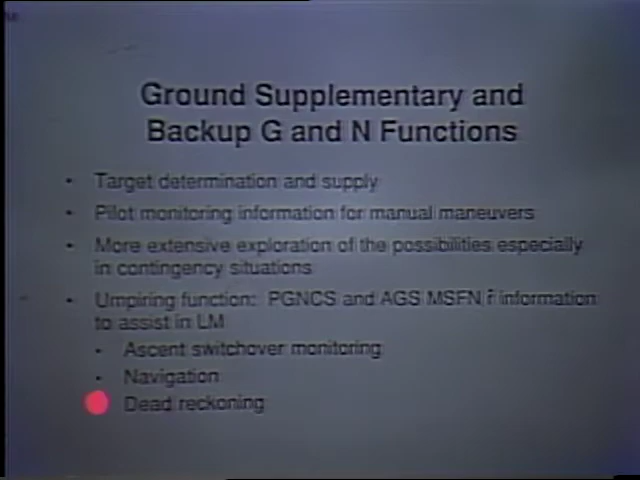 Ground Supplementary and
Backup G and N Functions
• Target determination and supply
• Pilot monitoring information for manual maneuvers
• More extensive exploration of the possibilities especially
in contingency situations
• Umpiring function: PGNCS and AGS MSFN ṙ information
to assist in LM
• Ascent switchover monitoring
• Navigation
Dead reckoning